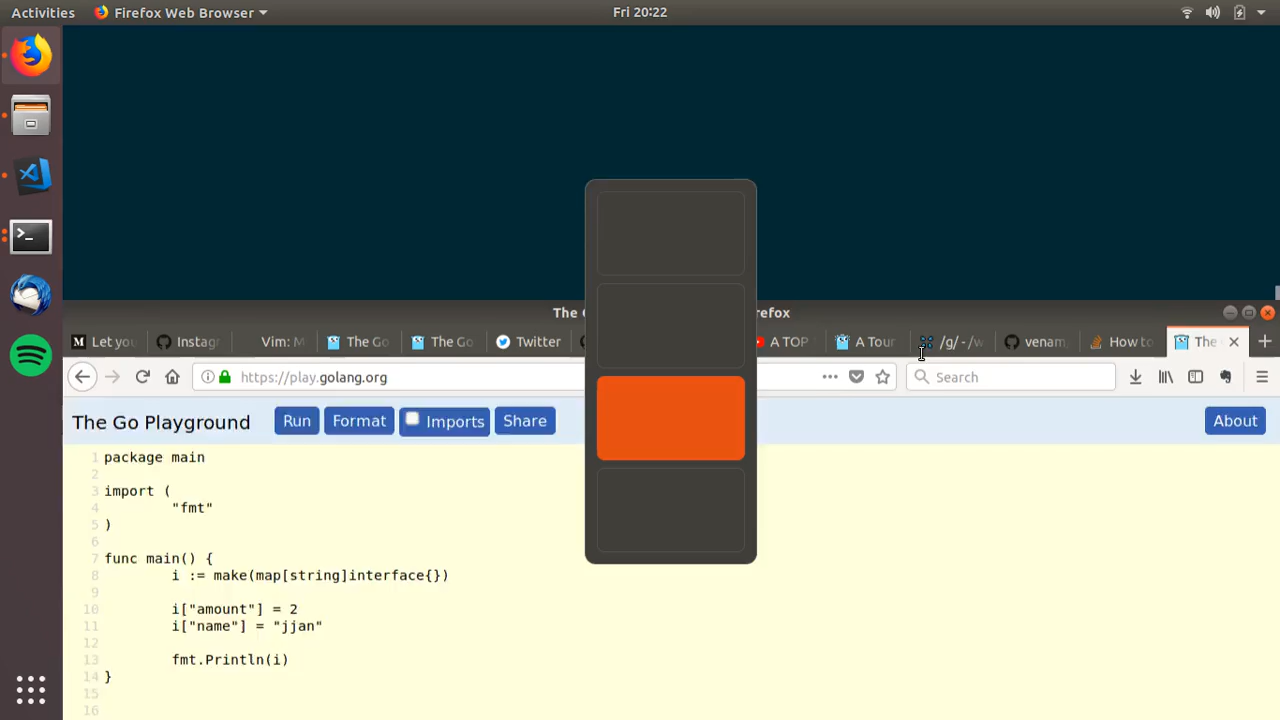 Activities Firefox Web Browser Fri 20:22
The G refox
Let you Instag Vim: M The Go The Go Twitter A TOP A Tour /g/ - /w venam How to The
https://play.golang.org ••• Search
The Go Playground Run Format Imports Share About
1 package main
2
3 import (
4 "fmt"
5 )
6
7 func main() {
8 i := make(map[string]interface{})
9
10 i["amount"] = 2
11 i["name"] = "jjan"
12
13 fmt.Println(i)
14 }
15
16